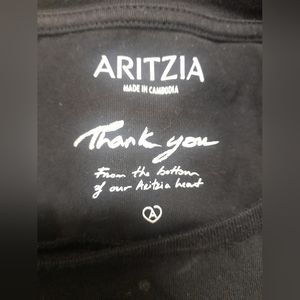 ARITZIA
MADE IN CAMBODIA
Thank you
From the bottom
of our Aritzia heart
A